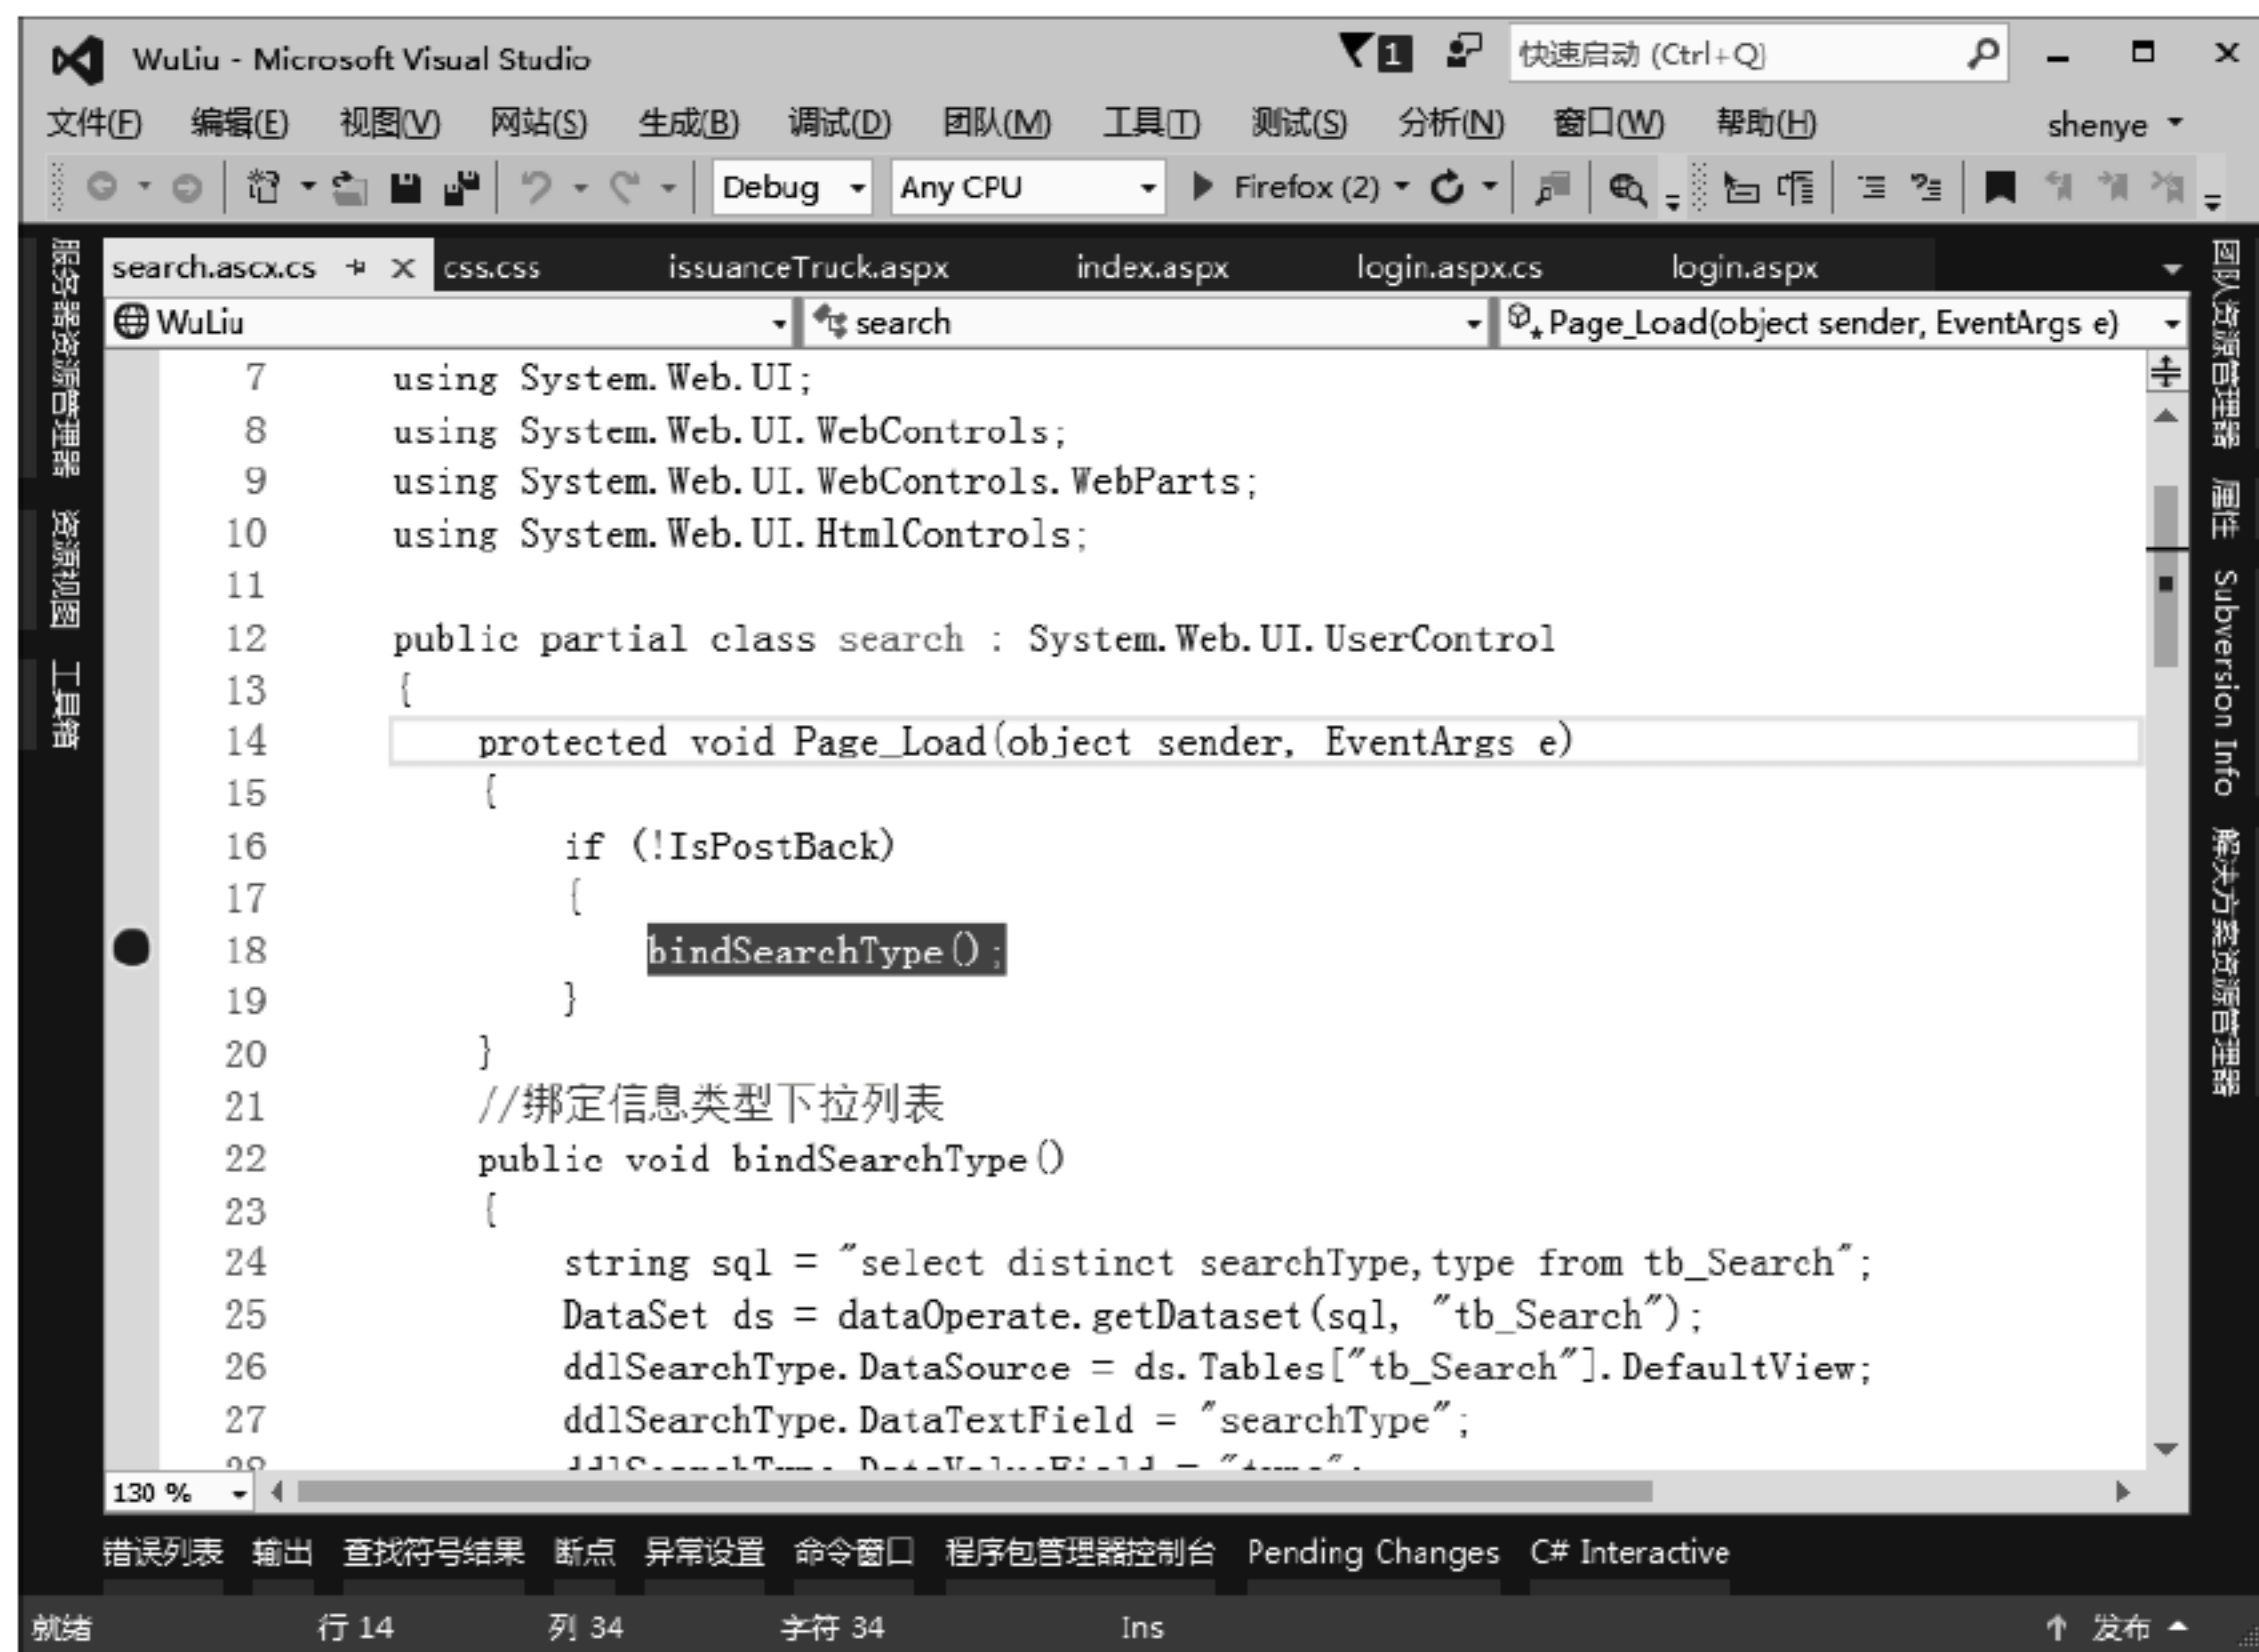 WuLiu - Microsoft Visual Studio 1 快速启动 (Ctrl+Q)
文件(F) 编辑(E) 视图(V) 网站(S) 生成(B) 调试(D) 团队(M) 工具(T) 测试(S) 分析(N) 窗口(W) 帮助(H) shenye
Debug Any CPU Firefox (2)
search.ascx.cs css.css issuanceTruck.aspx index.aspx login.aspx.cs login.aspx
WuLiu search Page_Load(object sender, EventArgs e)
服务器资源管理器
资源视图
工具箱
7 using System.Web.UI;
8 using System.Web.UI.WebControls;
9 using System.Web.UI.WebControls.WebParts;
10 using System.Web.UI.HtmlControls;
11
12 public partial class search : System.Web.UI.UserControl
13 {
14 protected void Page_Load(object sender, EventArgs e)
15 {
16 if (!IsPostBack)
17 {
18 bindSearchType();
19 }
20 }
21 //绑定信息类型下拉列表
22 public void bindSearchType()
23 {
24 string sql = "select distinct searchType,type from tb_Search";
25 DataSet ds = dataOperate.getDataset(sql, "tb_Search");
26 ddlSearchType.DataSource = ds.Tables["tb_Search"].DefaultView;
27 ddlSearchType.DataTextField = "searchType";
28 ddlSearchType.DataValueField = "type";
团队资源管理器
属性
Subversion Info
解决方案资源管理器
130 %
错误列表 输出 查找符号结果 断点 异常设置 命令窗口 程序包管理器控制台 Pending Changes C# Interactive
就绪 行 14 列 34 字符 34 Ins 发布